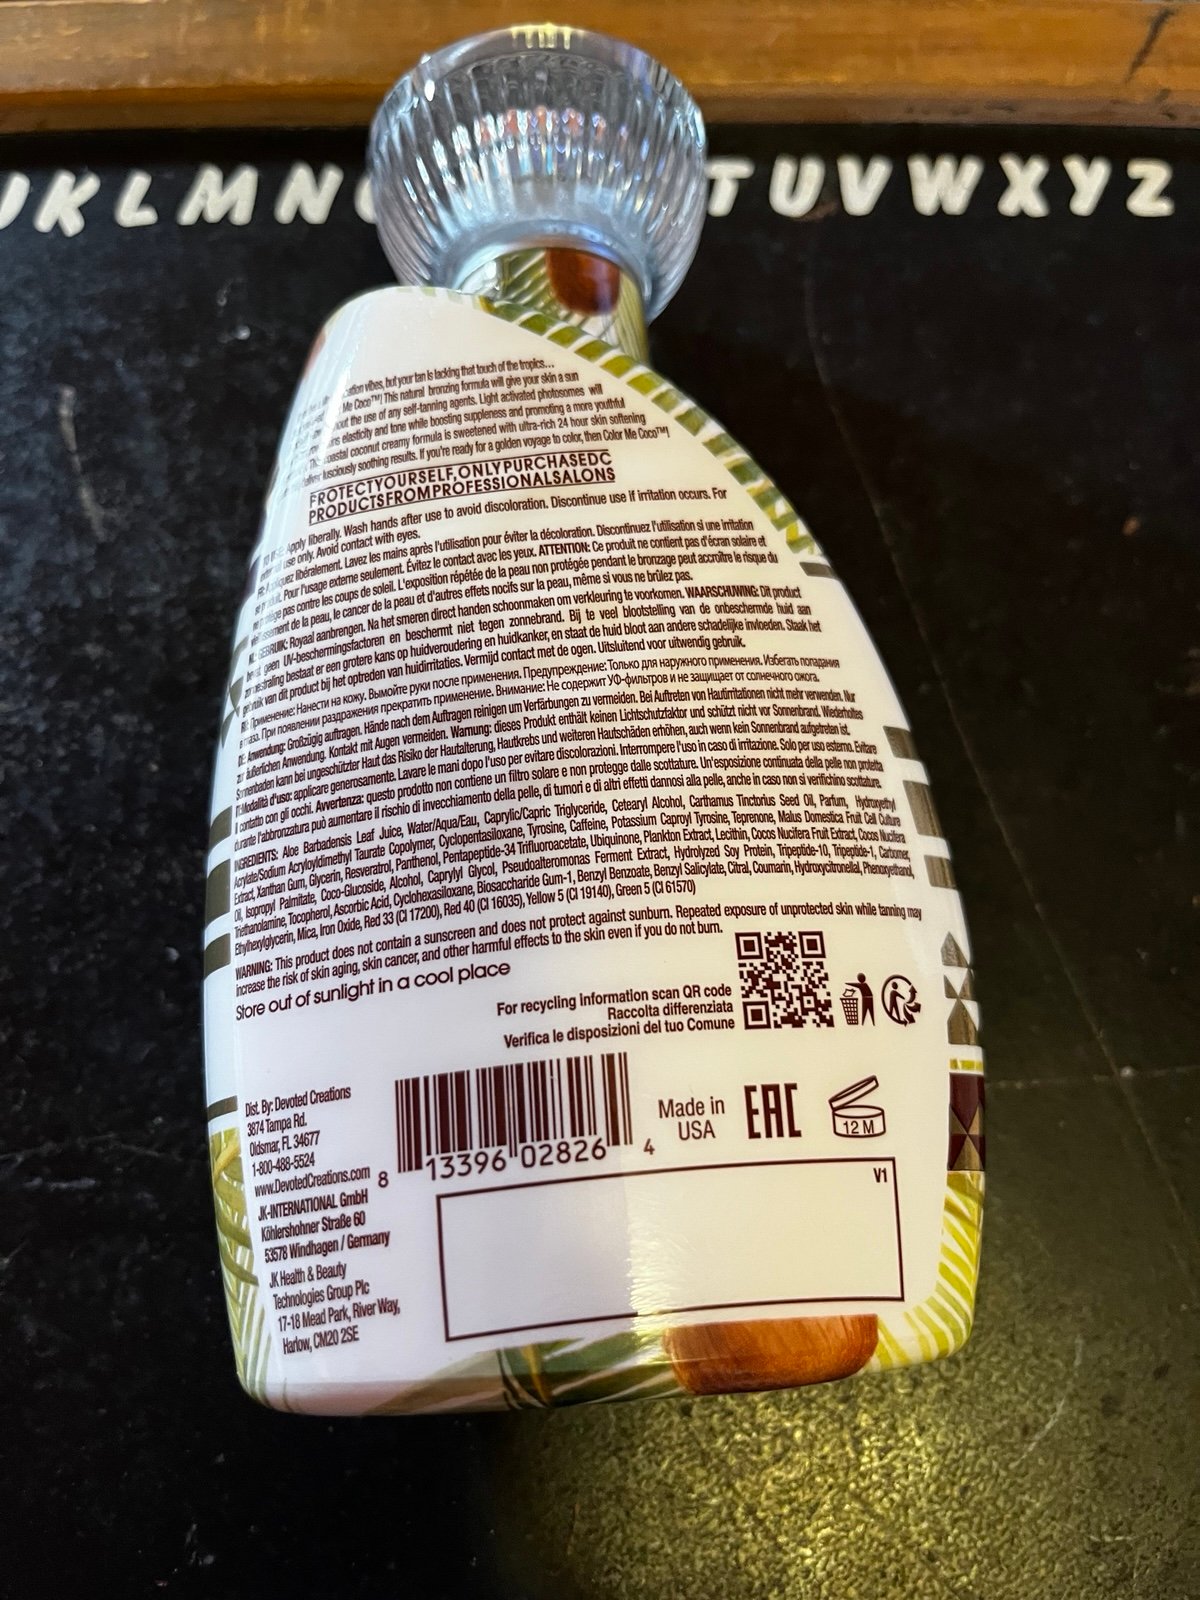 UKLMN TUVWXYZ
vibes, but your tan is lacking that touch of the tropics...
Me Coco™! This natural bronzing formula will give your skin a sun
out the use of any self-tanning agents. Light activated photosomes will
elasticity and tone while boosting suppleness and promoting a more youthful
coastal coconut creamy formula is sweetened with ultra-rich 24 hour skin softening
lusciously soothing results. If you're ready for a golden voyage to color, then Color Me Coco™!
PROTECT YOURSELF, ONLY PURCHASE DC
PRODUCTS FROM PROFESSIONAL SALONS
Apply liberally. Wash hands after use to avoid discoloration. Discontinue use if irritation occurs. For
use only. Avoid contact with eyes.
libéralement. Lavez les mains après l'utilisation pour éviter la décoloration. Discontinuez l'utilisation si une irritation
Pour l'usage externe seulement. Évitez le contact avec les yeux. ATTENTION: Ce produit ne contient pas d'écran solaire et
pas contre les coups de soleil. L'exposition répétée de la peau non protégée pendant le bronzage peut accroître le risque du
de la peau, le cancer de la peau et d'autres effets nocifs sur la peau, même si vous ne brûlez pas.
GEBRUIK: Royaal aanbrengen. Na het smeren direct handen schoonmaken om verkleuring te voorkomen. WAARSCHUWING: Dit product
geen UV-beschermingsfactoren en beschermt niet tegen zonnebrand. Bij te veel blootstelling van de onbeschermde huid aan
bestaat er een grotere kans op huidveroudering en huidkanker, en staat de huid bloot aan andere schadelijke invloeden. Staak het
van dit product bij het optreden van huidirritaties. Vermijd contact met de ogen. Uitsluitend voor uitwendig gebruik.
Применение: Нанести на кожу. Вымойте руки после применения. Предупреждение: Только для наружного применения. Избегать попадания
в глаза. При появлении раздражения прекратить применение. Внимание: Не содержит УФ-фильтров и не защищает от солнечного ожога.
DE: Anwendung: Großzügig auftragen. Hände nach dem Auftragen reinigen um Verfärbungen zu vermeiden. Bei Auftreten von Hautirritationen nicht mehr verwenden. Nur
zur äußerlichen Anwendung. Kontakt mit Augen vermeiden. Warnung: dieses Produkt enthält keinen Lichtschutzfaktor und schützt nicht vor Sonnenbrand. Wiederholtes
Sonnenbaden kann bei ungeschützter Haut das Risiko der Hautalterung, Hautkrebs und weiteren Hautschäden erhöhen, auch wenn kein Sonnenbrand aufgetreten ist.
IT: Modalità d'uso: applicare generosamente. Lavare le mani dopo l'uso per evitare discolorazioni. Interrompere l'uso in caso di irritazione. Solo per uso esterno. Evitare
il contatto con gli occhi. Avvertenza: questo prodotto non contiene un filtro solare e non protegge dalle scottature. Un'esposizione continuata della pelle non protetta
durante l'abbronzatura può aumentare il rischio di invecchiamento della pelle, di tumori e di altri effetti dannosi alla pelle, anche in caso non si verifichino scottature.
INGREDIENTS: Aloe Barbadensis Leaf Juice, Water/Aqua/Eau, Caprylic/Capric Triglyceride, Cetearyl Alcohol, Carthamus Tinctorius Seed Oil, Parfum, Hydroxyethyl
Acrylate/Sodium Acryloyldimethyl Taurate Copolymer, Cyclopentasiloxane, Tyrosine, Caffeine, Potassium Caproyl Tyrosine, Teprenone, Malus Domestica Fruit Cell Culture
Extract, Xanthan Gum, Glycerin, Resveratrol, Panthenol, Pentapeptide-34 Trifluoroacetate, Ubiquinone, Plankton Extract, Lecithin, Cocos Nucifera Fruit Extract, Cocos Nucifera
Oil, Isopropyl Palmitate, Coco-Glucoside, Alcohol, Caprylyl Glycol, Pseudoalteromonas Ferment Extract, Hydrolyzed Soy Protein, Tripeptide-10, Tripeptide-1, Carbomer,
Triethanolamine, Tocopherol, Ascorbic Acid, Cyclohexasiloxane, Biosaccharide Gum-1, Benzyl Benzoate, Benzyl Salicylate, Citral, Coumarin, Hydroxycitronellal, Phenoxyethanol,
Ethylhexylglycerin, Mica, Iron Oxide, Red 33 (CI 17200), Red 40 (CI 16035), Yellow 5 (CI 19140), Green 5 (CI 61570)
WARNING: This product does not contain a sunscreen and does not protect against sunburn. Repeated exposure of unprotected skin while tanning may
increase the risk of skin aging, skin cancer, and other harmful effects to the skin even if you do not burn.
Store out of sunlight in a cool place
For recycling information scan QR code
Raccolta differenziata
Verifica le disposizioni del tuo Comune
Dist. By: Devoted Creations
3874 Tampa Rd.
Oldsmar, FL 34677
1-800-488-5524
www.DevotedCreations.com
JK-INTERNATIONAL GmbH
Köhlershohner Straße 60
53578 Windhagen / Germany
JK Health & Beauty
Technologies Group Plc
17-18 Mead Park, River Way,
Harlow, CM20 2SE
8 13396 02826 4
Made in
USA
EAC
12 M
V1